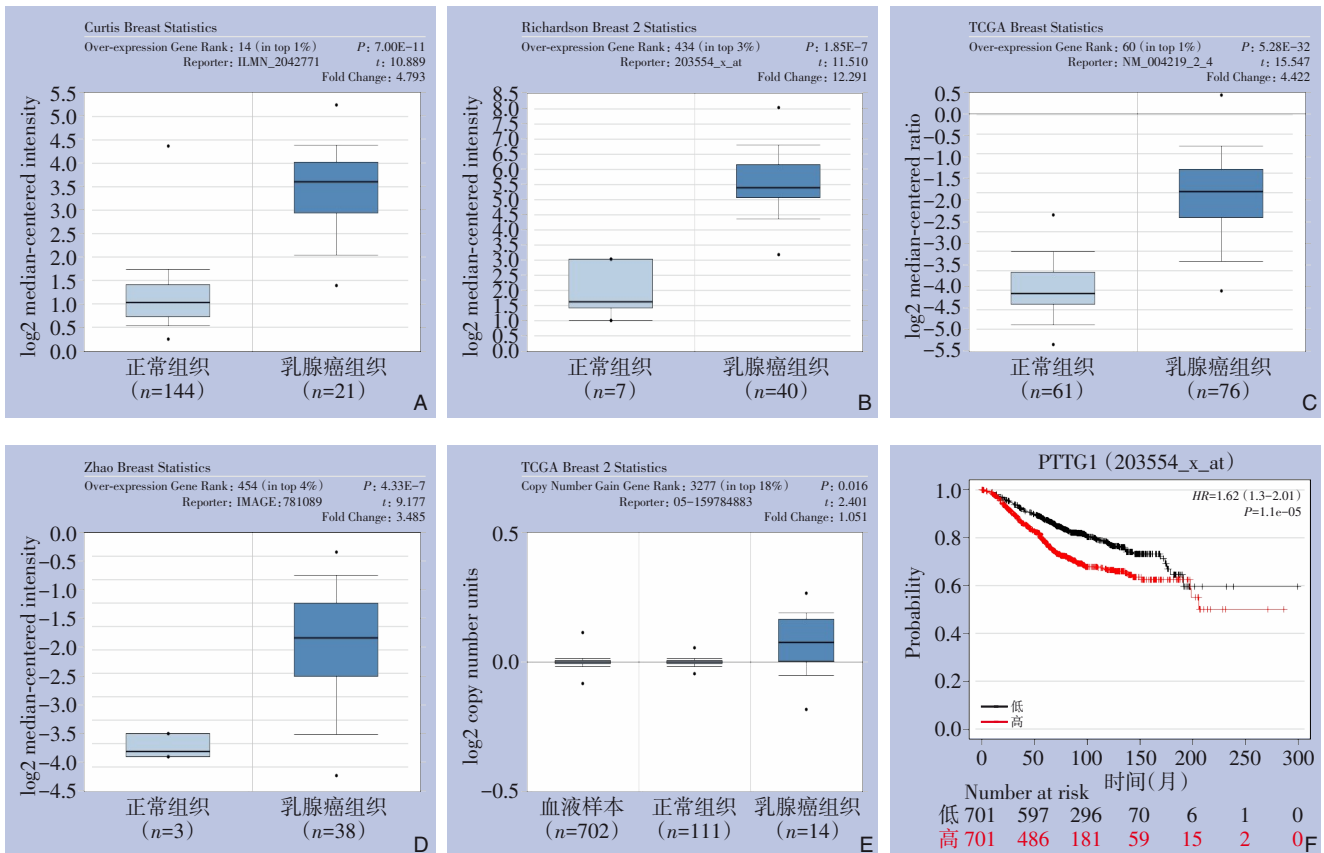 Curtis Breast Statistics
Over-expression Gene Rank: 14 (in top 1%) P: 7.00E-11
Reporter: ILMN_2042771 t: 10.889
Fold Change: 4.793
5.5
5.0
4.5
4.0
3.5
3.0
2.5
2.0
1.5
1.0
0.5
0.0
log2 median-centered intensity
正常组织 乳腺癌组织
(n=144) (n=21)
A
Richardson Breast 2 Statistics
Over-expression Gene Rank: 434 (in top 3%) P: 1.85E-7
Reporter: 203554_x_at t: 11.510
Fold Change: 12.291
8.5
8.0
7.5
7.0
6.5
6.0
5.5
5.0
4.5
4.0
3.5
3.0
2.5
2.0
1.5
1.0
0.5
0.0
log2 median-centered intensity
正常组织 乳腺癌组织
(n=7) (n=40)
B
TCGA Breast Statistics
Over-expression Gene Rank: 60 (in top 1%) P: 5.28E-32
Reporter: NM_004219_2_4 t: 15.547
Fold Change: 4.422
0.5
0.0
−0.5
−1.0
−1.5
−2.0
−2.5
−3.0
−3.5
−4.0
−4.5
−5.0
−5.5
log2 median-centered ratio
正常组织 乳腺癌组织
(n=61) (n=76)
C
Zhao Breast Statistics
Over-expression Gene Rank: 454 (in top 4%) P: 4.33E-7
Reporter: IMAGE:781089 t: 9.177
Fold Change: 3.485
0.0
−0.5
−1.0
−1.5
−2.0
−2.5
−3.0
−3.5
−4.0
−4.5
log2 median-centered intensity
正常组织 乳腺癌组织
(n=3) (n=38)
D
TCGA Breast 2 Statistics
Copy Number Gain Gene Rank: 3277 (in top 18%) P: 0.016
Reporter: 05-159784883 t: 2.401
Fold Change: 1.051
0.5
0.0
−0.5
log2 copy number units
血液样本 正常组织 乳腺癌组织
(n=702) (n=111) (n=14)
E
PTTG1 (203554_x_at)
HR=1.62 (1.3-2.01)
P=1.1e-05
1.0
0.8
0.6
0.4
0.2
0.0
Probability
低
高
0 50 100 150 200 250 300
时间(月)
Number at risk
低 701 597 296 70 6 1 0
高 701 486 181 59 15 2 0
F